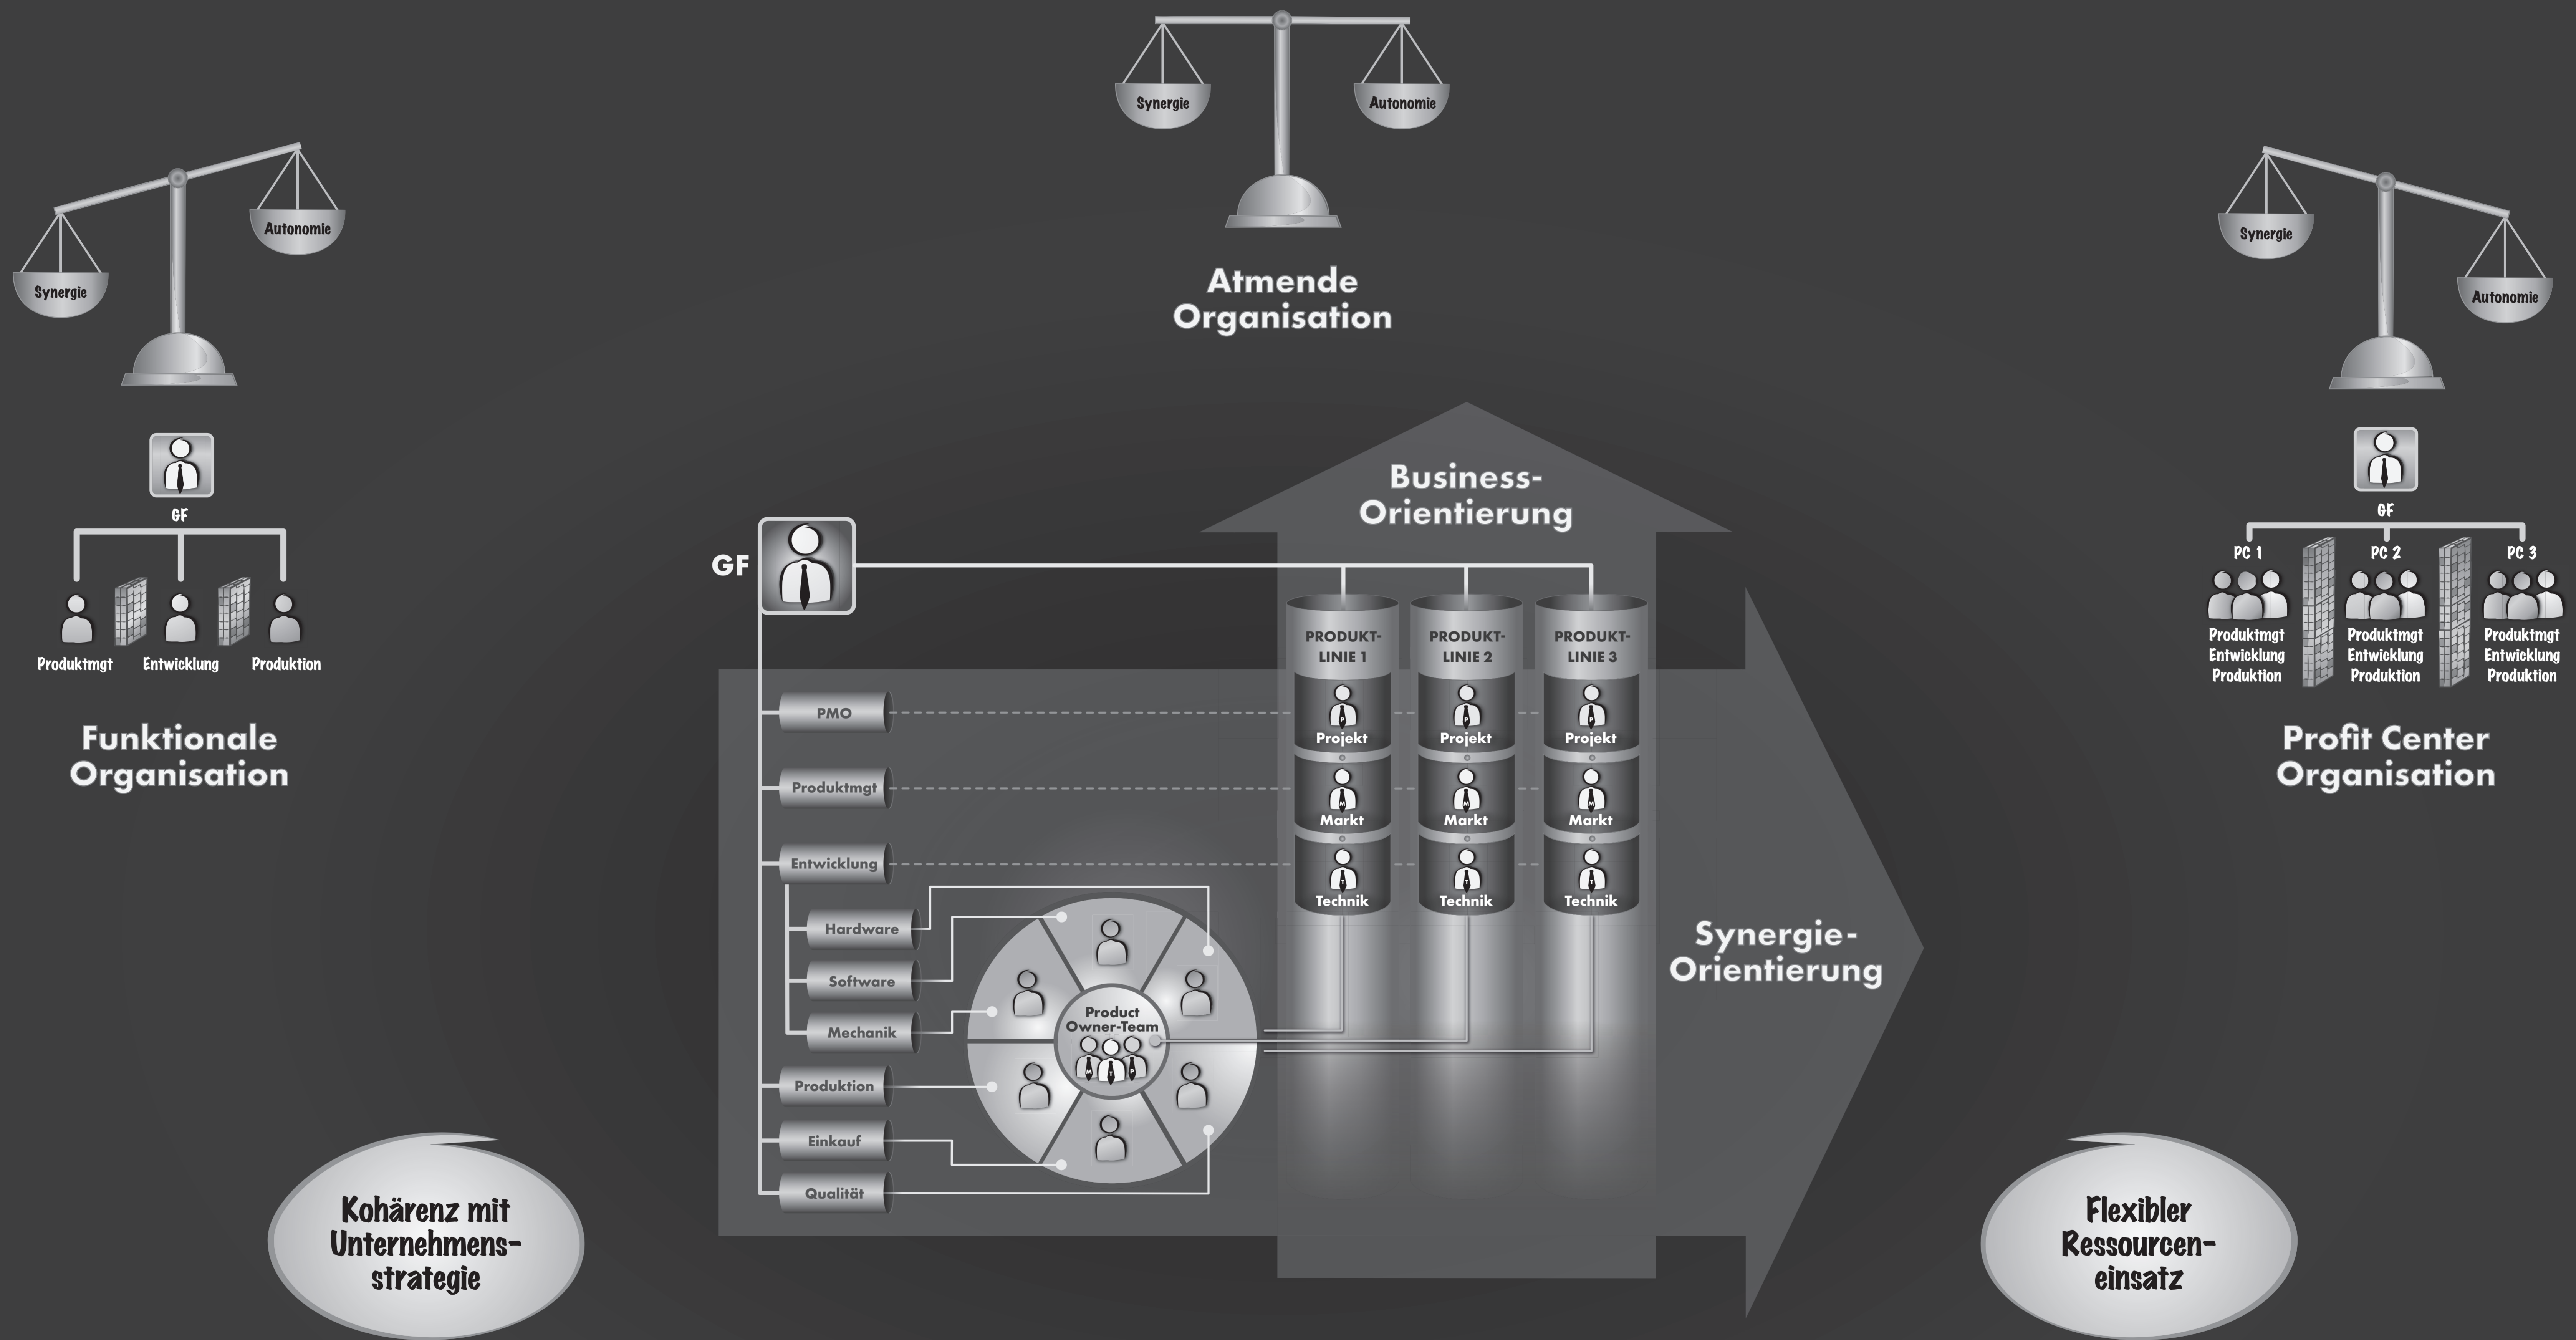 Synergie
Autonomie
Atmende
Organisation
Synergie
Autonomie
GF
Produktmgt
Entwicklung
Produktion
Funktionale
Organisation
Synergie
Autonomie
GF
PC 1
PC 2
PC 3
Produktmgt
Entwicklung
Produktion
Produktmgt
Entwicklung
Produktion
Produktmgt
Entwicklung
Produktion
Profit Center
Organisation
Business-
Orientierung
GF
PRODUKT-
LINIE 1
PRODUKT-
LINIE 2
PRODUKT-
LINIE 3
P
Projekt
P
Projekt
P
Projekt
M
Markt
M
Markt
M
Markt
T
Technik
T
Technik
T
Technik
PMO
Produktmgt
Entwicklung
Hardware
Software
Mechanik
Produktion
Einkauf
Qualität
Product
Owner-Team
M
T
P
Synergie-
Orientierung
Kohärenz mit
Unternehmens-
strategie
Flexibler
Ressourcen-
einsatz